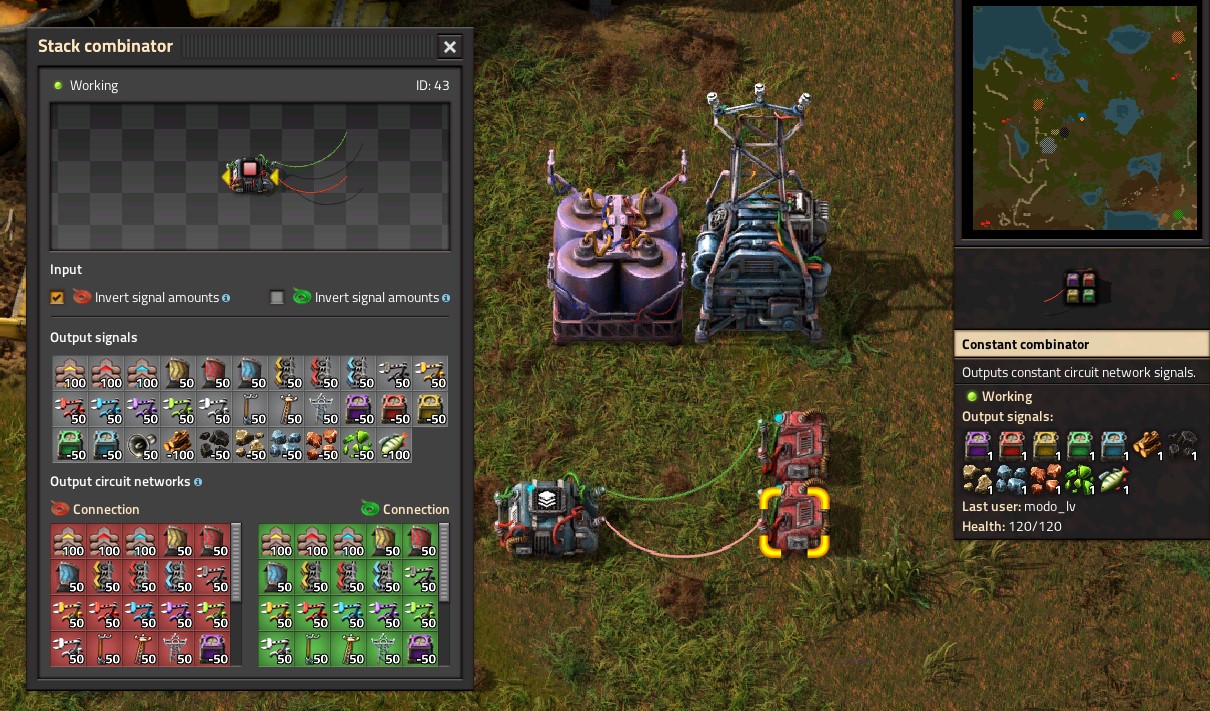 Stack combinator
Working ID: 43
Input
Invert signal amounts Invert signal amounts
Output signals
100 100 100 50 50 50 50 50 50 50 50
50 50 50 50 50 50 50 50 -50 -50 -50
-50 -50 50 -100 -50 -50 -50 -50 -50 -100
Output circuit networks
Connection Connection
100 100 100 50 50 100 100 100 50 50
50 50 50 50 50 50 50 50 50 50
50 50 50 50 50 50 50 50 50 50
50 50 50 50 -50 50 50 50 50 -50
Constant combinator
Outputs constant circuit network signals.
Working
Output signals:
1 1 1 1 1 1 1
1 1 1 1 1
Last user: modo_lv
Health: 120/120